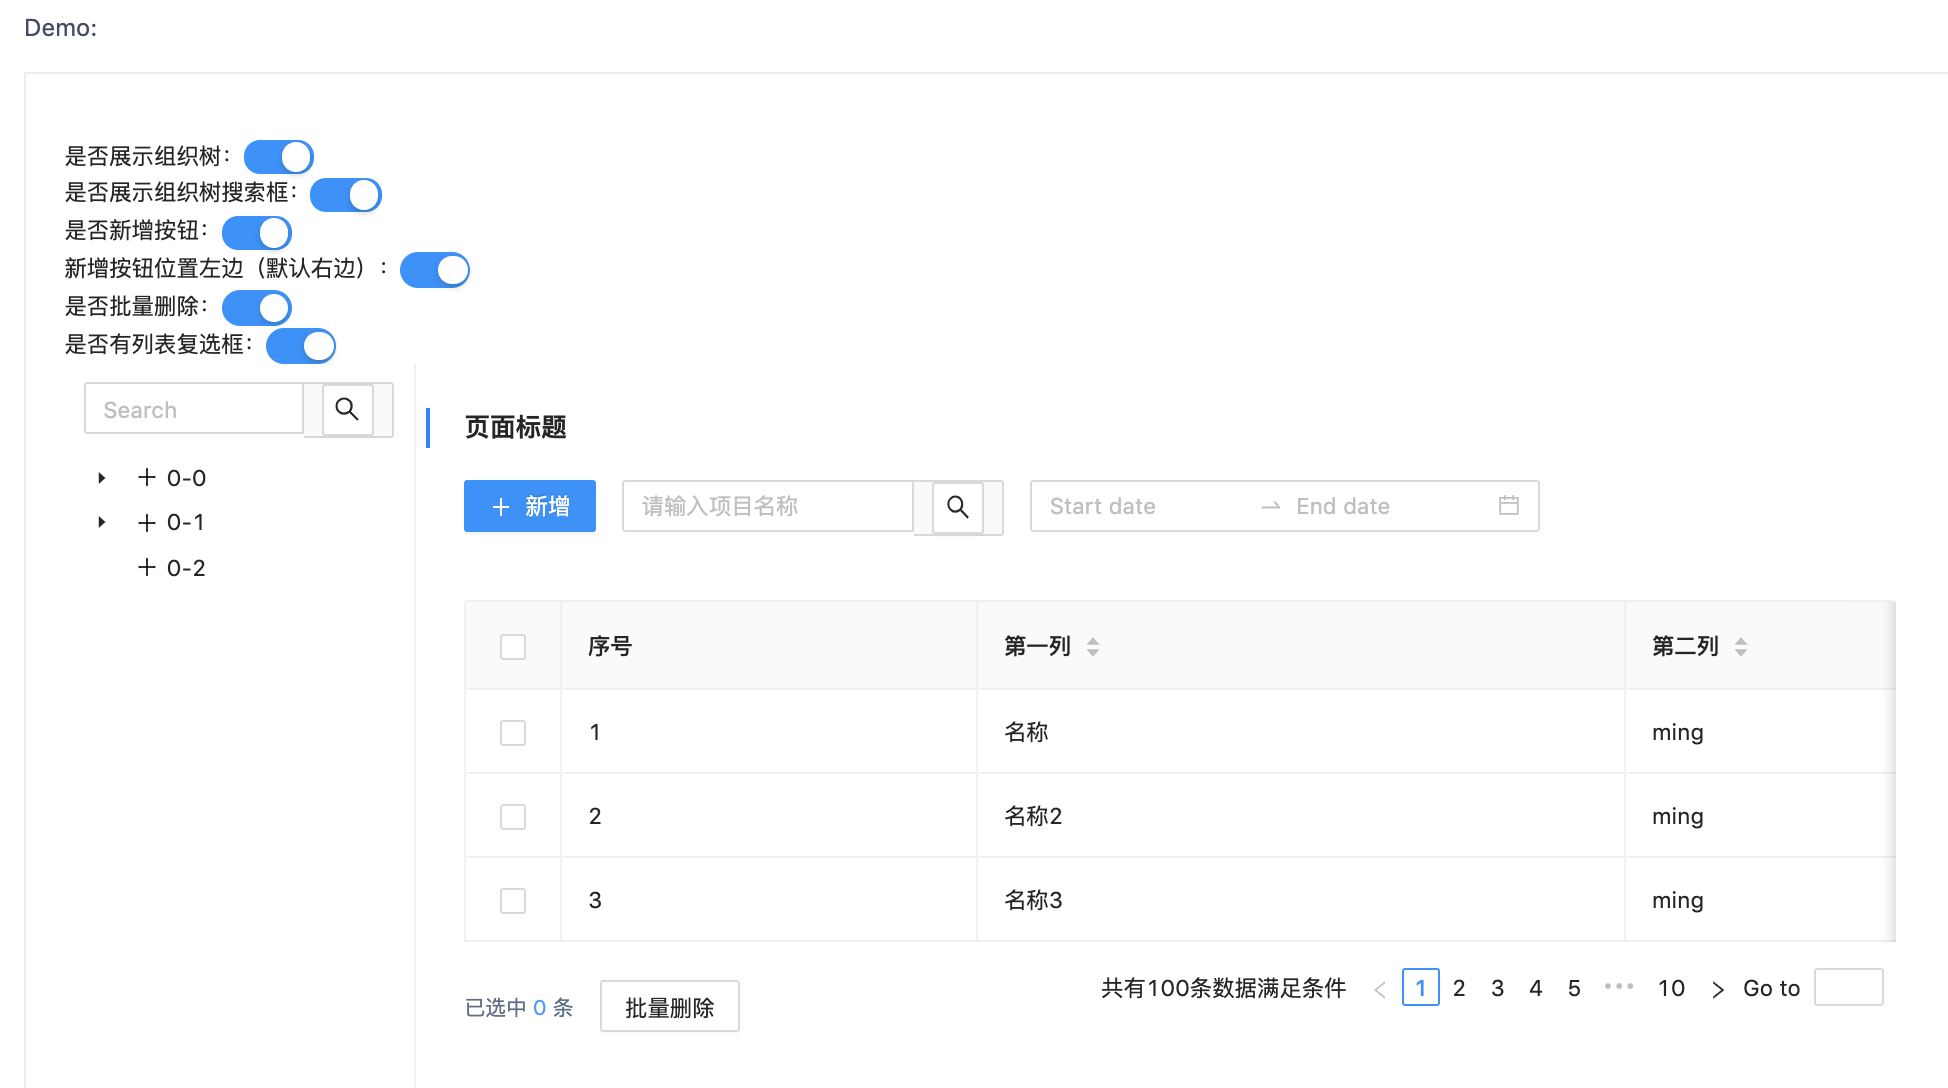 Demo:
是否展示组织树：
是否展示组织树搜索框：
是否新增按钮：
新增按钮位置左边（默认右边）：
是否批量删除：
是否有列表复选框：
Search
0-0
0-1
0-2
页面标题
新增 请输入项目名称 Start date End date
序号 第一列 第二列
1 名称 ming
2 名称2 ming
3 名称3 ming
已选中 0 条 批量删除
共有100条数据满足条件 < 1 2 3 4 5 ••• 10 > Go to